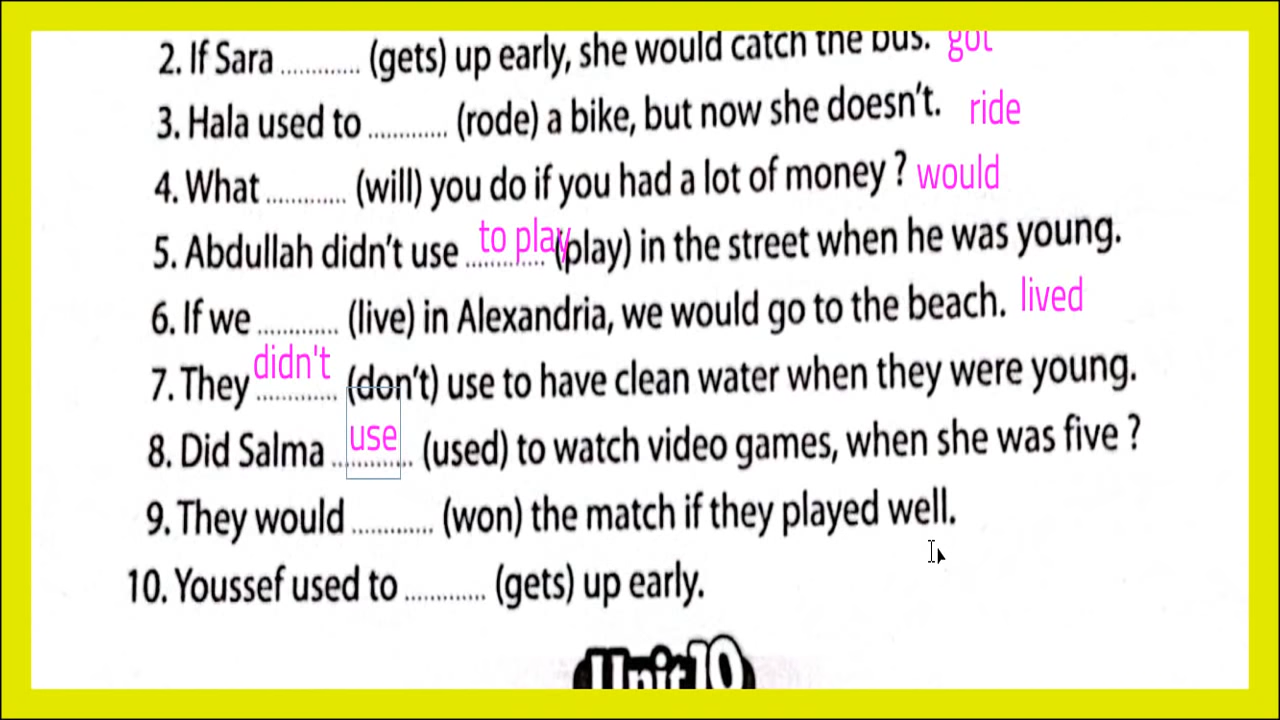 2. If Sara ............. (gets) up early, she would catch the bus. got
3. Hala used to ............. (rode) a bike, but now she doesn't. ride
4. What ............. (will) you do if you had a lot of money ? would
5. Abdullah didn't use ............. (play) in the street when he was young. to play
6. If we ............. (live) in Alexandria, we would go to the beach. lived
7. They ............. (don't) use to have clean water when they were young. didn't
8. Did Salma ............. (used) to watch video games, when she was five ? use
9. They would ............. (won) the match if they played well.
10. Youssef used to ............. (gets) up early.
Unit 10